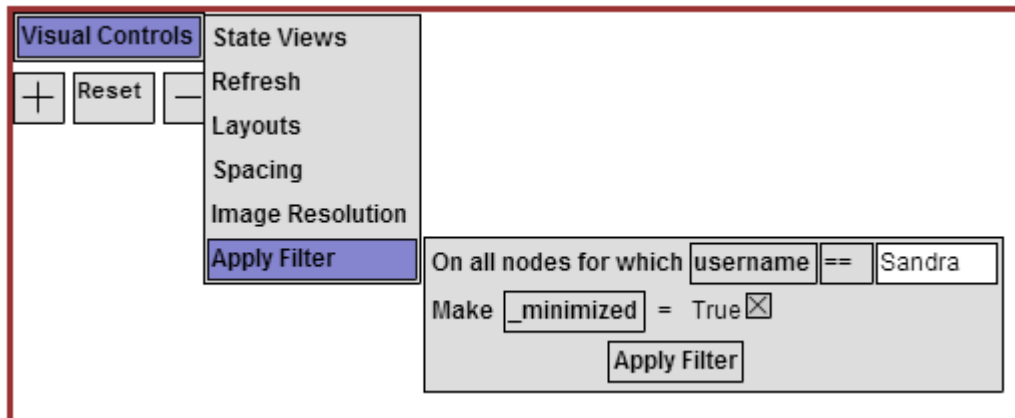 Visual Controls
+ Reset −
State Views
Refresh
Layouts
Spacing
Image Resolution
Apply Filter
On all nodes for which username == Sandra
Make _minimized = True
Apply Filter